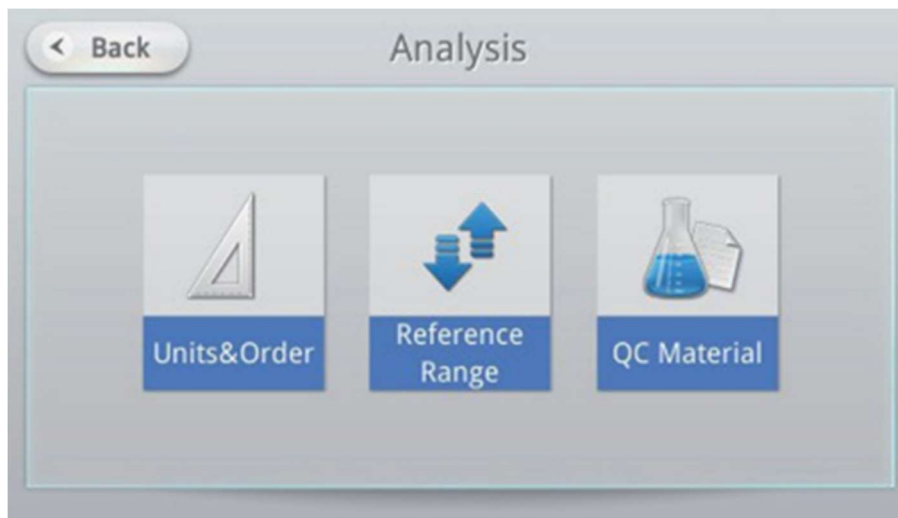 Back
Analysis
Units&Order
Reference
Range
QC Material